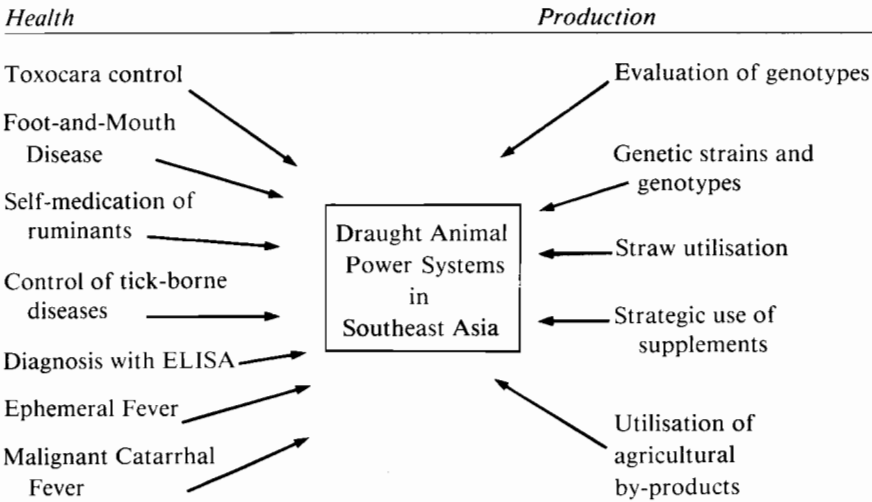 Health
Production
Toxocara control
Foot-and-Mouth
Disease
Self-medication of
ruminants
Control of tick-borne
diseases
Diagnosis with ELISA
Ephemeral Fever
Malignant Catarrhal
Fever
Draught Animal
Power Systems
in
Southeast Asia
Evaluation of genotypes
Genetic strains and
genotypes
Straw utilisation
Strategic use of
supplements
Utilisation of
agricultural
by-products